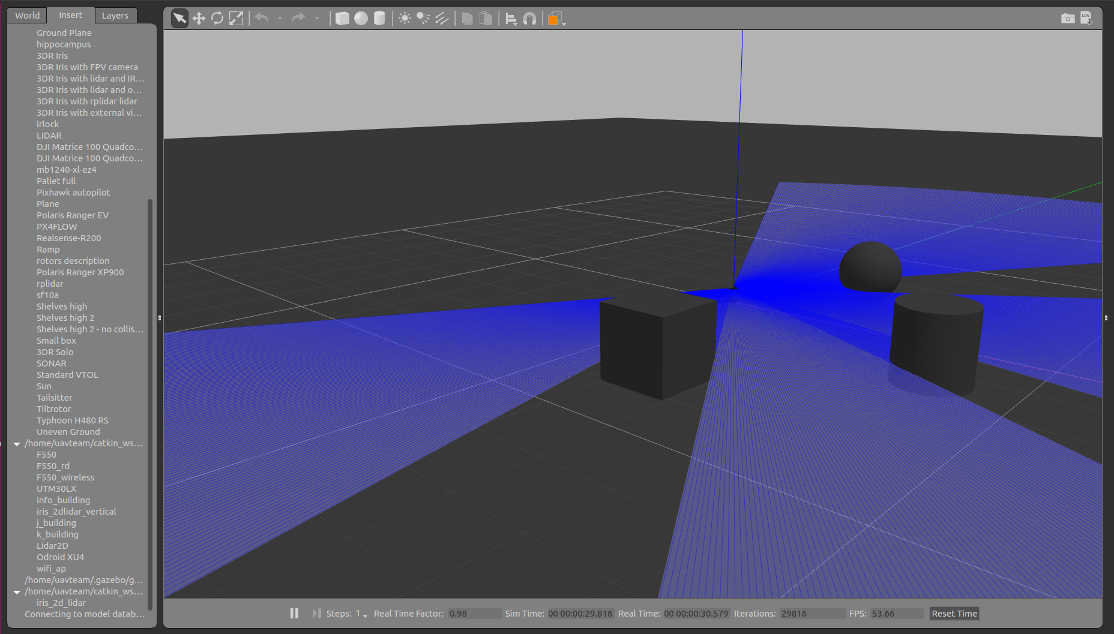 World Insert Layers
Ground Plane
hippocampus
3DR Iris
3DR Iris with FPV camera
3DR Iris with lidar and IR...
3DR Iris with lidar and o...
3DR Iris with rplidar lidar
3DR Iris with external vi...
irlock
LIDAR
DJI Matrice 100 Quadco...
DJI Matrice 100 Quadco...
mb1240-xl-ez4
Pallet full
Pixhawk autopilot
Plane
Polaris Ranger EV
PX4FLOW
Realsense-R200
Ramp
rotors description
Polaris Ranger XP900
rplidar
sf10a
Shelves high
Shelves high 2
Shelves high 2 - no collis...
Small box
3DR Solo
SONAR
Standard VTOL
Sun
Tailsitter
Tiltrotor
Typhoon H480 RS
Uneven Ground
/home/uavteam/catkin_ws...
F550
F550_rd
F550_wireless
UTM30LX
info_building
iris_2dlidar_vertical
j_building
k_building
Lidar2D
Odroid XU4
wifi_ap
/home/uavteam/.gazebo/g...
/home/uavteam/catkin_ws...
iris_2d_lidar
Connecting to model datab...
Steps: 1 Real Time Factor: 0.98 Sim Time: 00 00:00:29.816 Real Time: 00 00:00:30.579 Iterations: 29816 FPS: 53.66 Reset Time
LOG